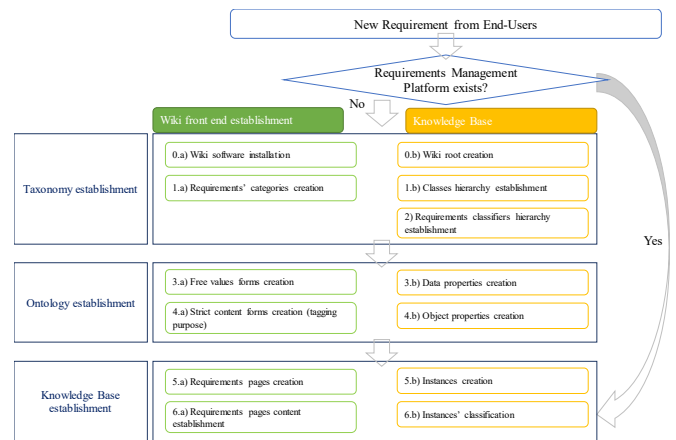 New Requirement from End-Users
Requirements Management
Platform exists?
No
Wiki front end establishment
Knowledge Base
Taxonomy establishment
0.a) Wiki software installation
0.b) Wiki root creation
1.a) Requirements' categories creation
1.b) Classes hierarchy establishment
2) Requirements classifiers hierarchy
establishment
Yes
Ontology establishment
3.a) Free values forms creation
3.b) Data properties creation
4.a) Strict content forms creation (tagging
purpose)
4.b) Object properties creation
Knowledge Base
establishment
5.a) Requirements pages creation
5.b) Instances creation
6.a) Requirements pages content
establishment
6.b) Instances' classification